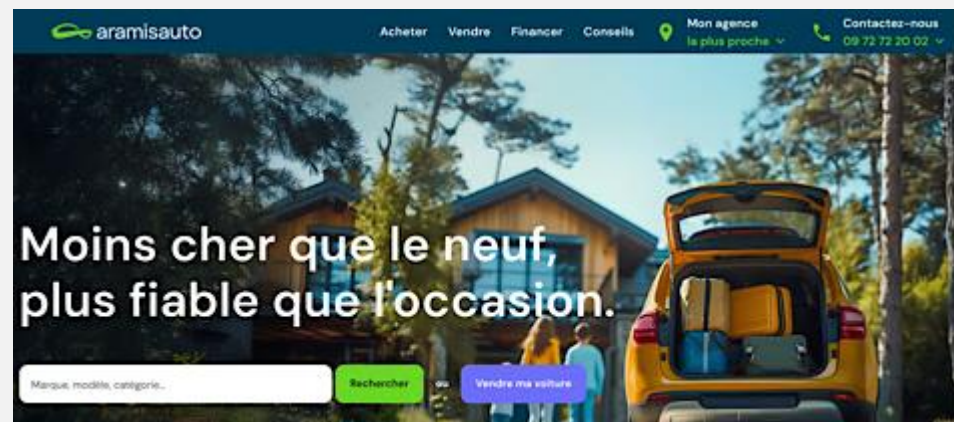 aramisauto
Acheter Vendre Financer Conseils
Mon agence
la plus proche
Contactez-nous
09 72 72 20 02
Moins cher que le neuf,
plus fiable que l'occasion.
Marque, modèle, catégorie...
Rechercher ou Vendre ma voiture